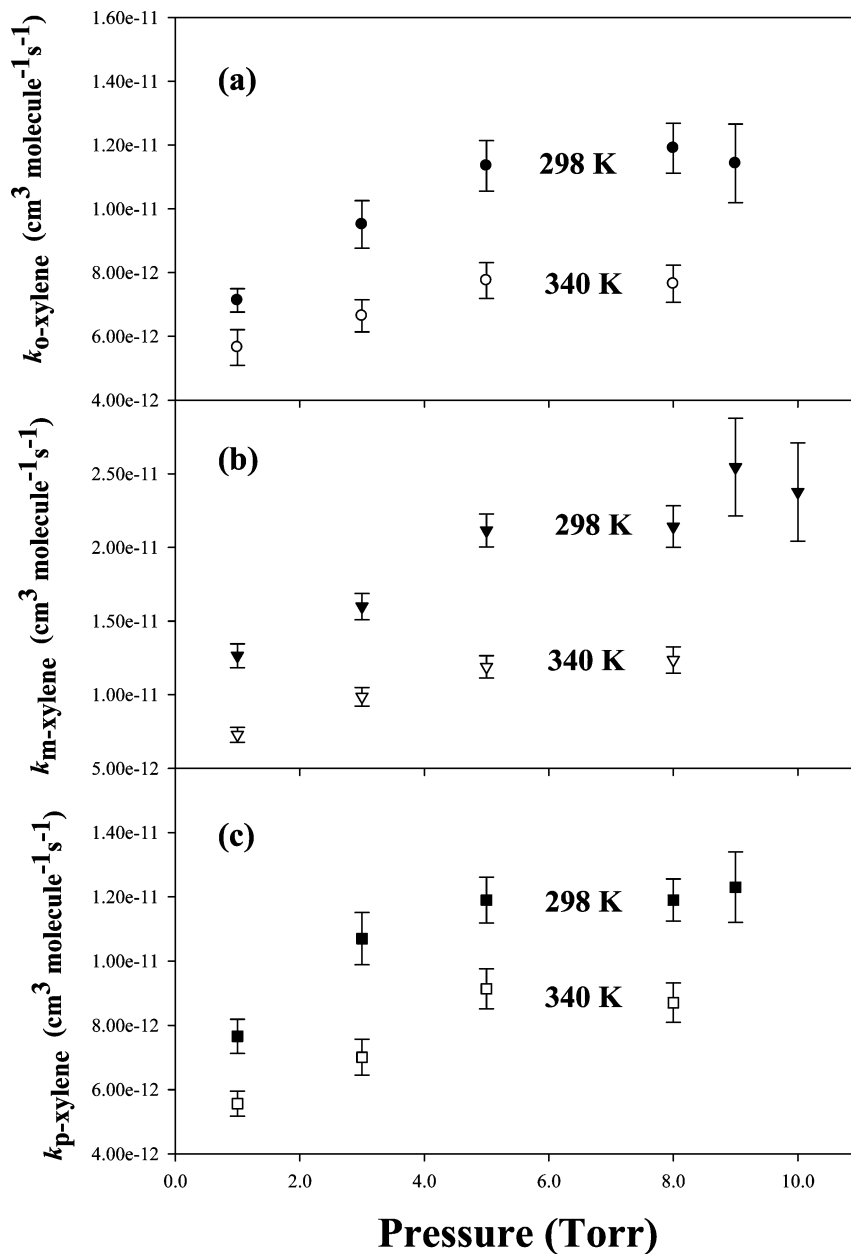 k o-xylene (cm3 molecule-1s-1)
1.60e-11
1.40e-11
1.20e-11
1.00e-11
8.00e-12
6.00e-12
4.00e-12
(a)
298 K
340 K
k m-xylene (cm3 molecule-1s-1)
2.50e-11
2.00e-11
1.50e-11
1.00e-11
5.00e-12
(b)
298 K
340 K
k p-xylene (cm3 molecule-1s-1)
1.40e-11
1.20e-11
1.00e-11
8.00e-12
6.00e-12
4.00e-12
(c)
298 K
340 K
0.0 2.0 4.0 6.0 8.0 10.0
Pressure (Torr)